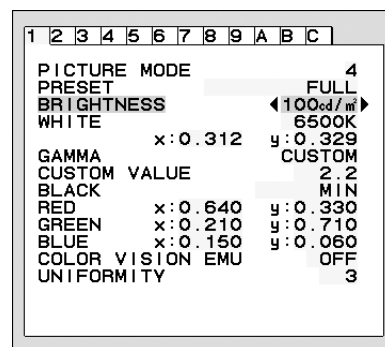 1 2 3 4 5 6 7 8 9 A B C
PICTURE MODE 4
PRESET FULL
BRIGHTNESS 100cd/㎡
WHITE 6500K
x:0.312 y:0.329
GAMMA CUSTOM
CUSTOM VALUE 2.2
BLACK MIN
RED x:0.640 y:0.330
GREEN x:0.210 y:0.710
BLUE x:0.150 y:0.060
COLOR VISION EMU OFF
UNIFORMITY 3